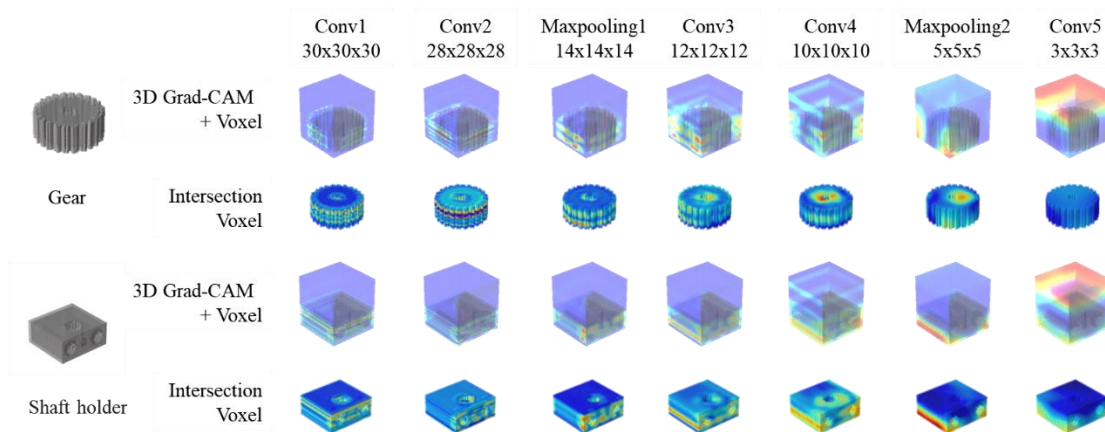 Conv1 Conv2 Maxpooling1 Conv3 Conv4 Maxpooling2 Conv5
30x30x30 28x28x28 14x14x14 12x12x12 10x10x10 5x5x5 3x3x3
3D Grad-CAM
+ Voxel
Gear
Intersection
Voxel
3D Grad-CAM
+ Voxel
Shaft holder
Intersection
Voxel